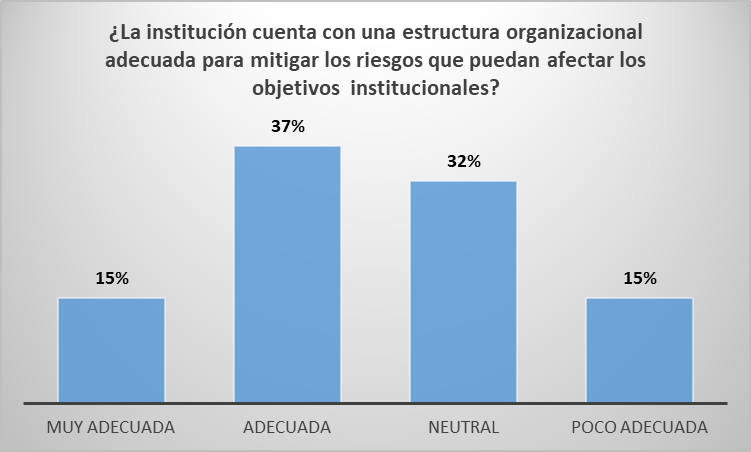 ¿La institución cuenta con una estructura organizacional
adecuada para mitigar los riesgos que puedan afectar los
objetivos institucionales?
37%
32%
15%
15%
MUY ADECUADA
ADECUADA
NEUTRAL
POCO ADECUADA